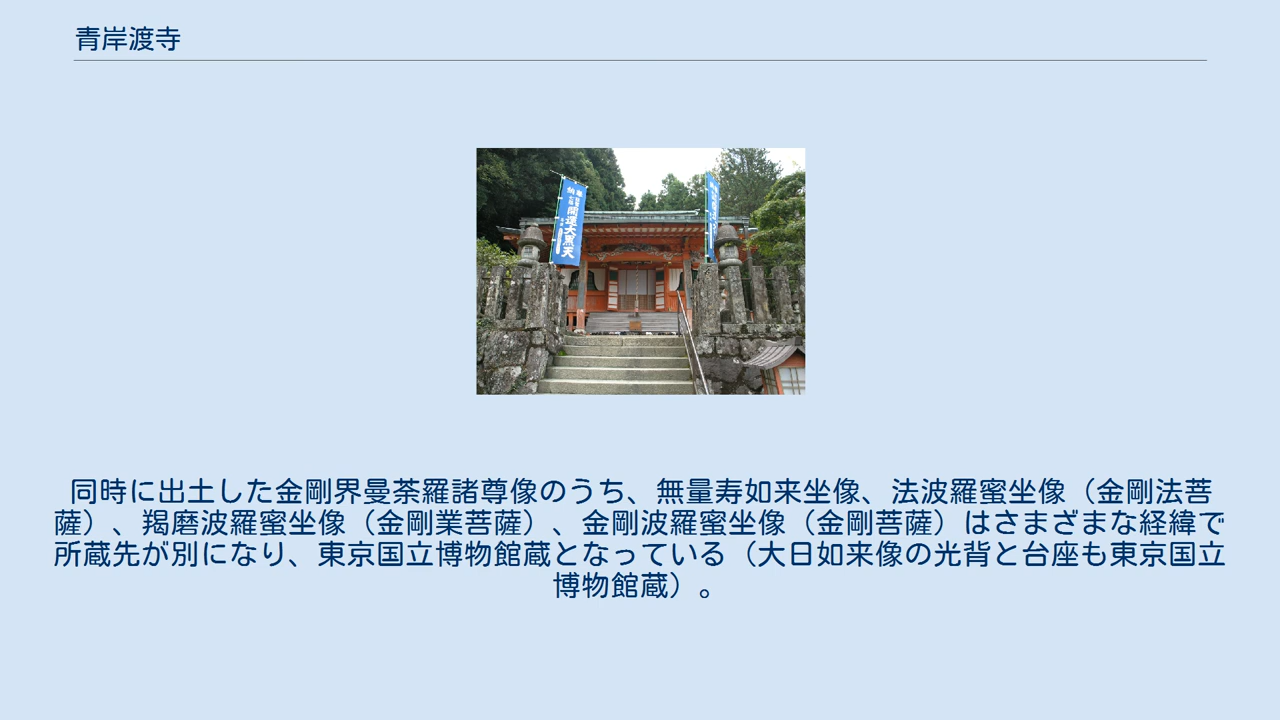 青岸渡寺
開運大黒天
同時に出土した金剛界曼荼羅諸尊像のうち、無量寿如来坐像、法波羅蜜坐像（金剛法菩
薩）、羯磨波羅蜜坐像（金剛業菩薩）、金剛波羅蜜坐像（金剛菩薩）はさまざまな経緯で
所蔵先が別になり、東京国立博物館蔵となっている（大日如来像の光背と台座も東京国立
博物館蔵）。